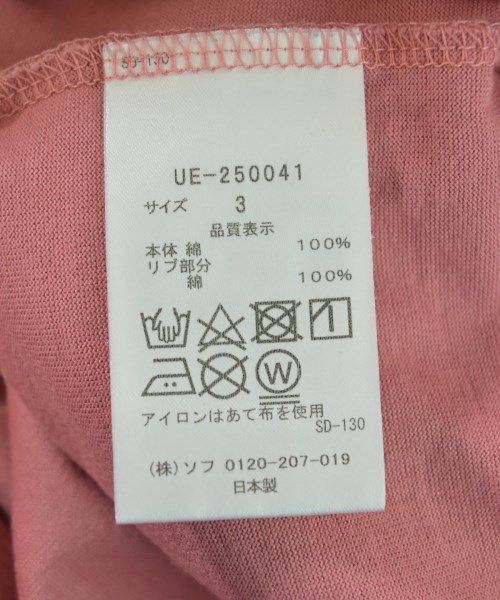 SD-130
UE-250041
サイズ 3
品質表示
本体 綿 100%
リブ部分
綿 100%
W
アイロンはあて布を使用
SD-130
(株)ソフ 0120-207-019
日本製